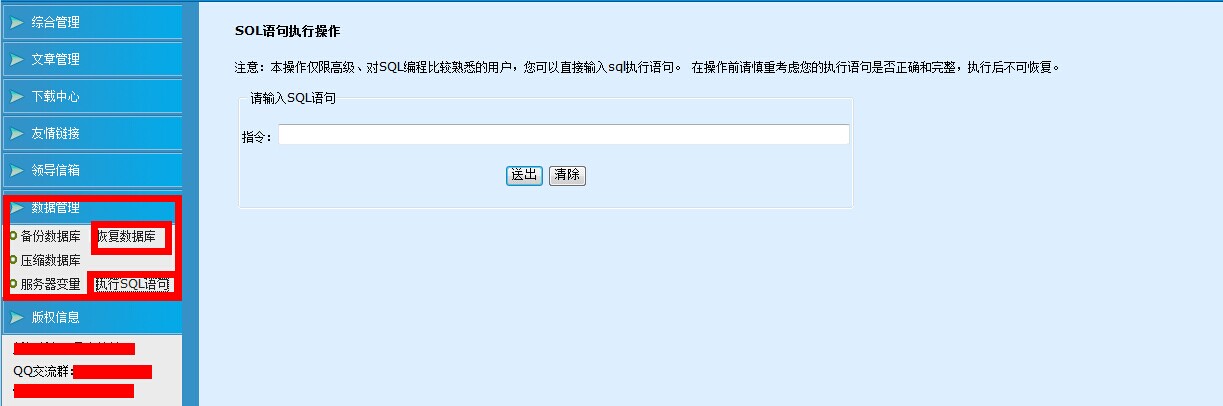 综合管理
文章管理
下载中心
友情链接
领导信箱
数据管理
备份数据库 恢复数据库
压缩数据库
服务器变量 执行SQL语句
版权信息
QQ交流群:
SQL语句执行操作
注意：本操作仅限高级、对SQL编程比较熟悉的用户，您可以直接输入sql执行语句。 在操作前请慎重考虑您的执行语句是否正确和完整，执行后不可恢复。
请输入SQL语句
指令：
送出 清除